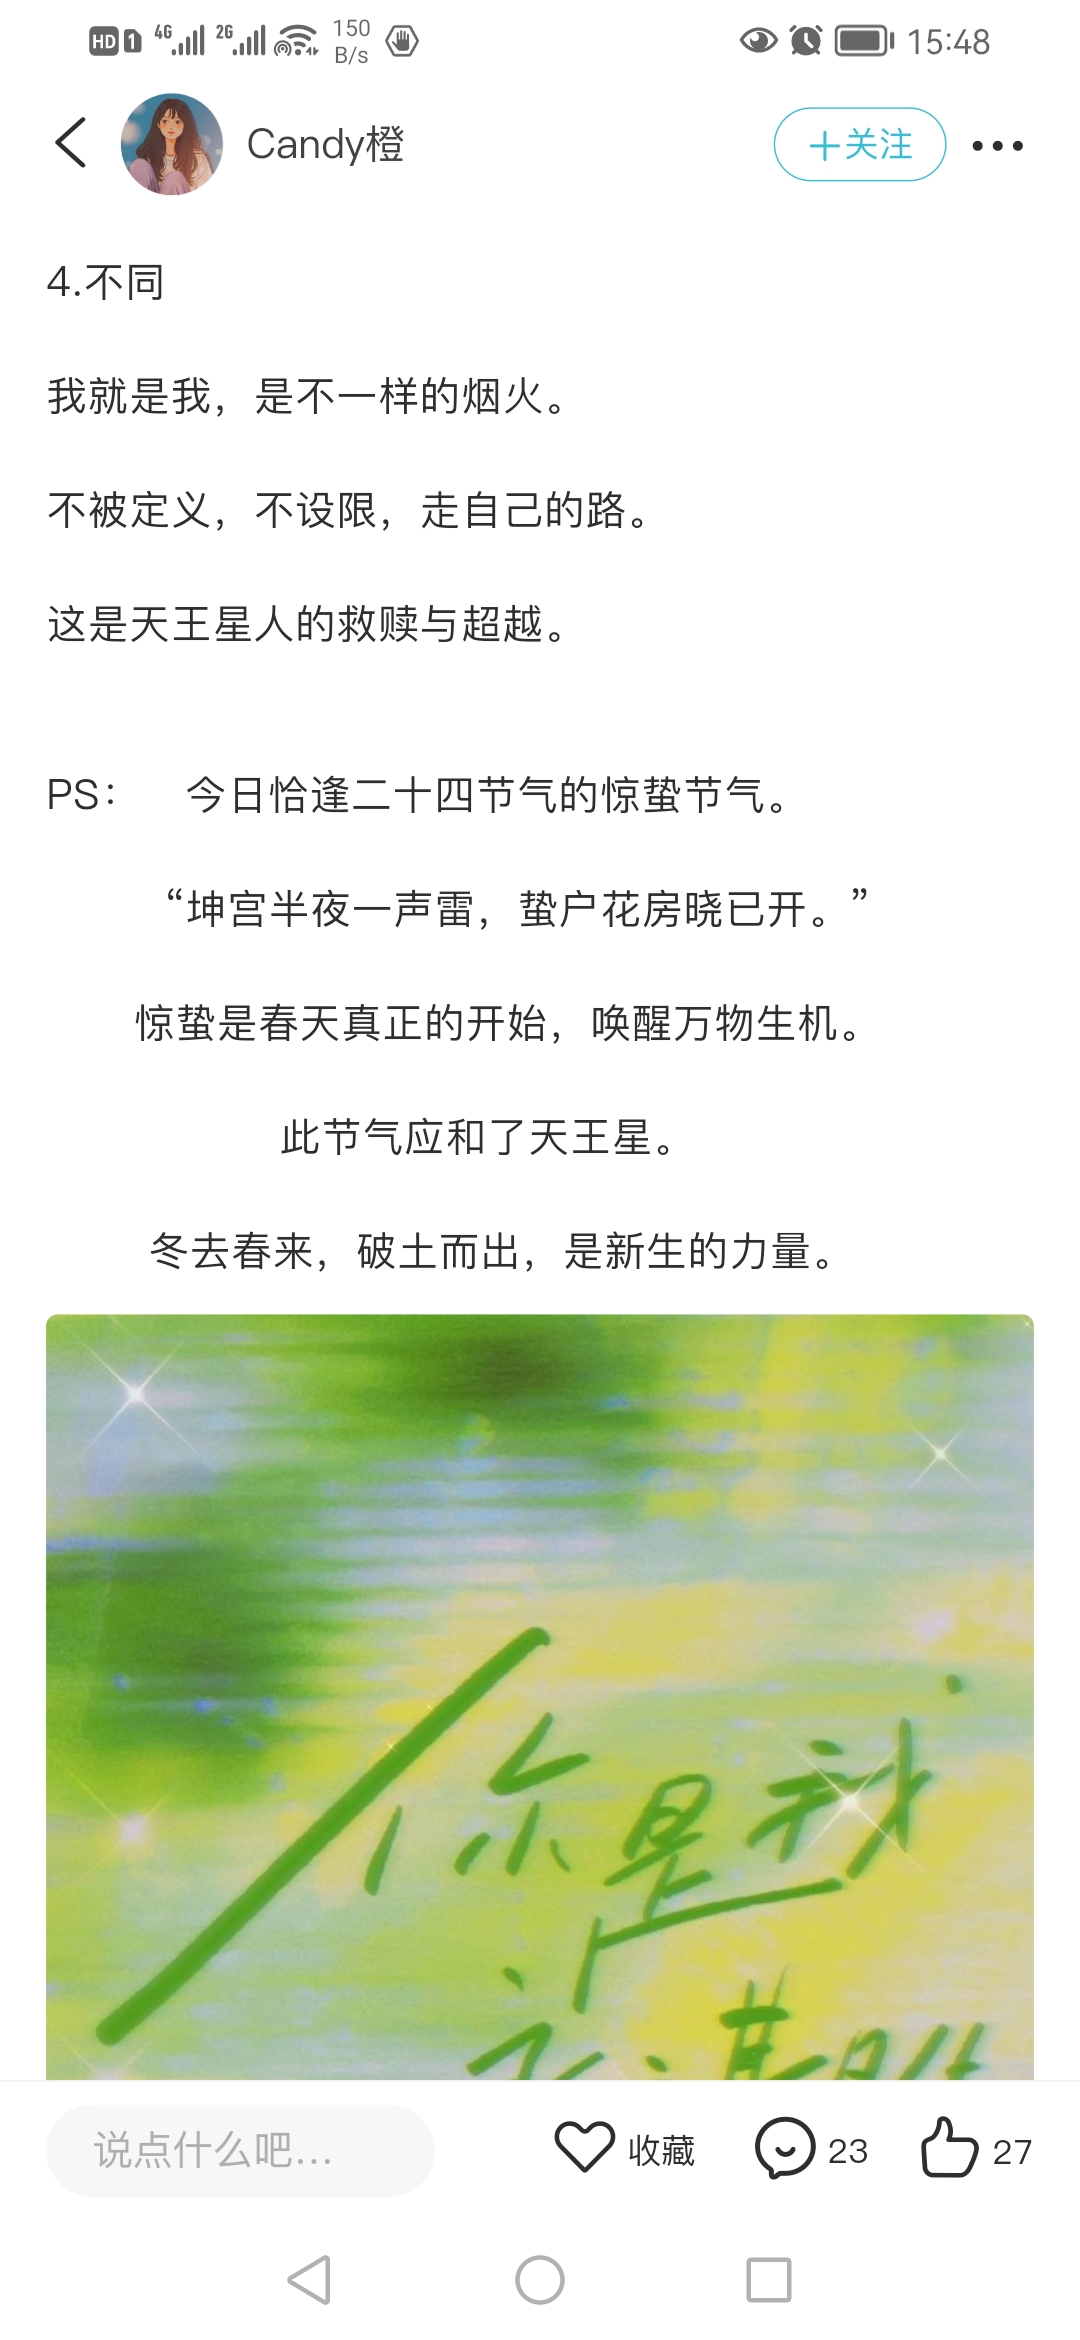 HD 1 4G 2G 150 B/s 15:48
Candy橙 +关注
4.不同
我就是我，是不一样的烟火。
不被定义，不设限，走自己的路。
这是天王星人的救赎与超越。
PS： 今日恰逢二十四节气的惊蛰节气。
“坤宫半夜一声雷，蛰户花房晓已开。”
惊蛰是春天真正的开始，唤醒万物生机。
此节气应和了天王星。
冬去春来，破土而出，是新生的力量。
你是我
说点什么吧... 收藏 23 27